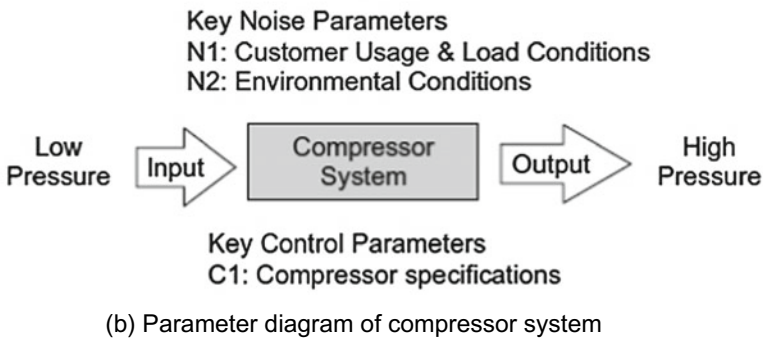 Key Noise Parameters
N1: Customer Usage & Load Conditions
N2: Environmental Conditions
Low
Pressure
Input
Compressor
System
Output
High
Pressure
Key Control Parameters
C1: Compressor specifications
(b) Parameter diagram of compressor system